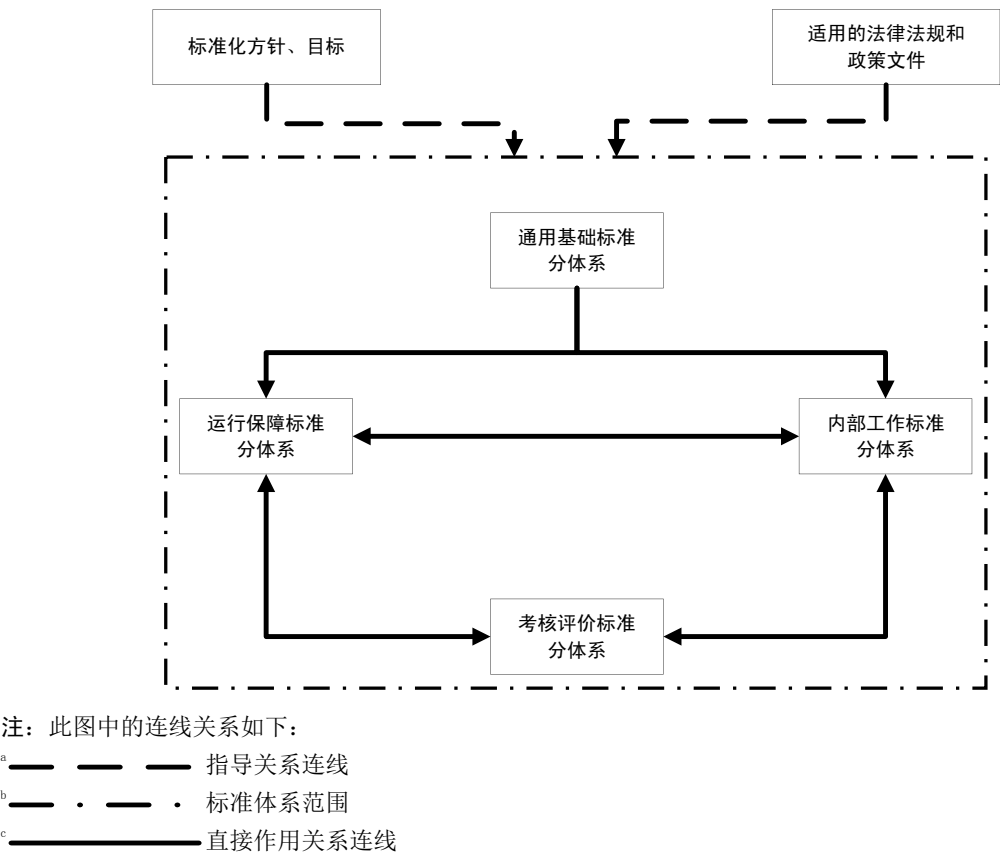 标准化方针、目标
适用的法律法规和
政策文件
通用基础标准
分体系
运行保障标准
分体系
内部工作标准
分体系
考核评价标准
分体系
注：此图中的连线关系如下：
a 指导关系连线
b 标准体系范围
c 直接作用关系连线